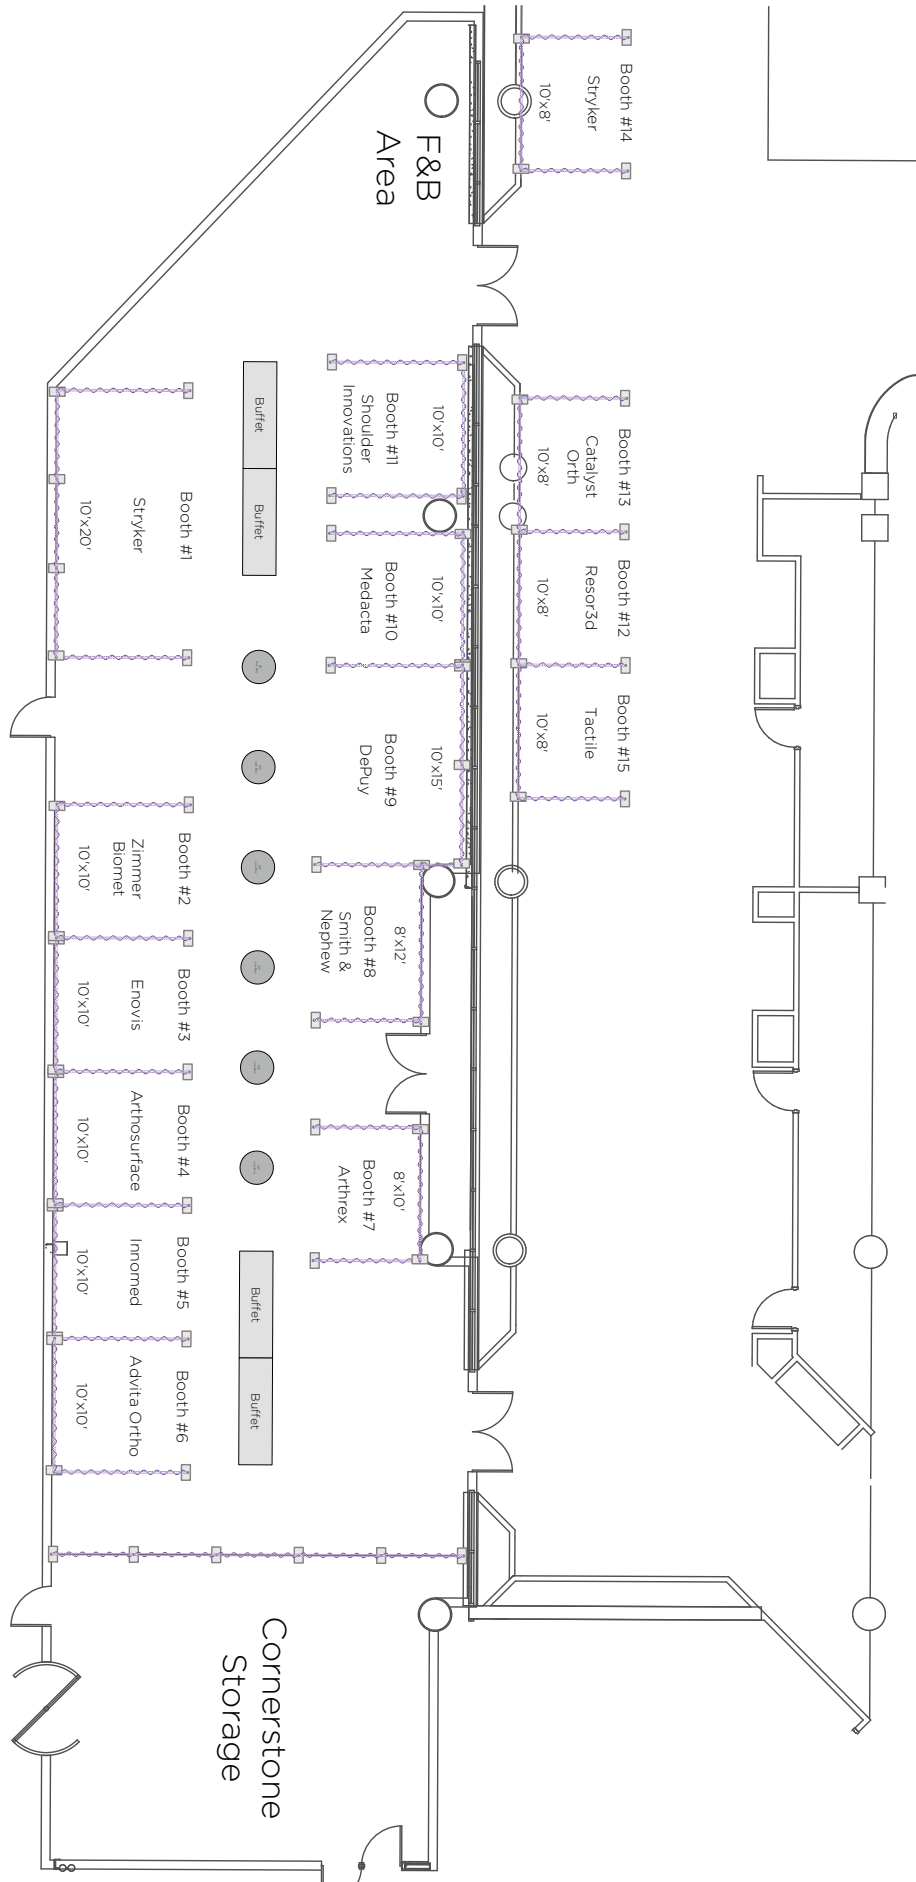 Booth #14
Stryker
10'x8'
F&B
Area
Booth #13
Catalyst
Orth
10'x8'
Booth #12
Resor3d
10'x8'
Booth #15
Tactile
10'x8'
10'x10'
Booth #11
Shoulder
Innovations
10'x10'
Booth #10
Medacta
10'x15'
Booth #9
DePuy
8'x12'
Booth #8
Smith &
Nephew
8'x10'
Booth #7
Arthrex
Buffet
Buffet
Buffet
Buffet
Booth #1
Stryker
10'x20'
Booth #2
Zimmer
Biomet
10'x10'
Booth #3
Enovis
10'x10'
Booth #4
Arthosurface
10'x10'
Booth #5
Innomed
10'x10'
Booth #6
Advita Ortho
10'x10'
Cornerstone
Storage